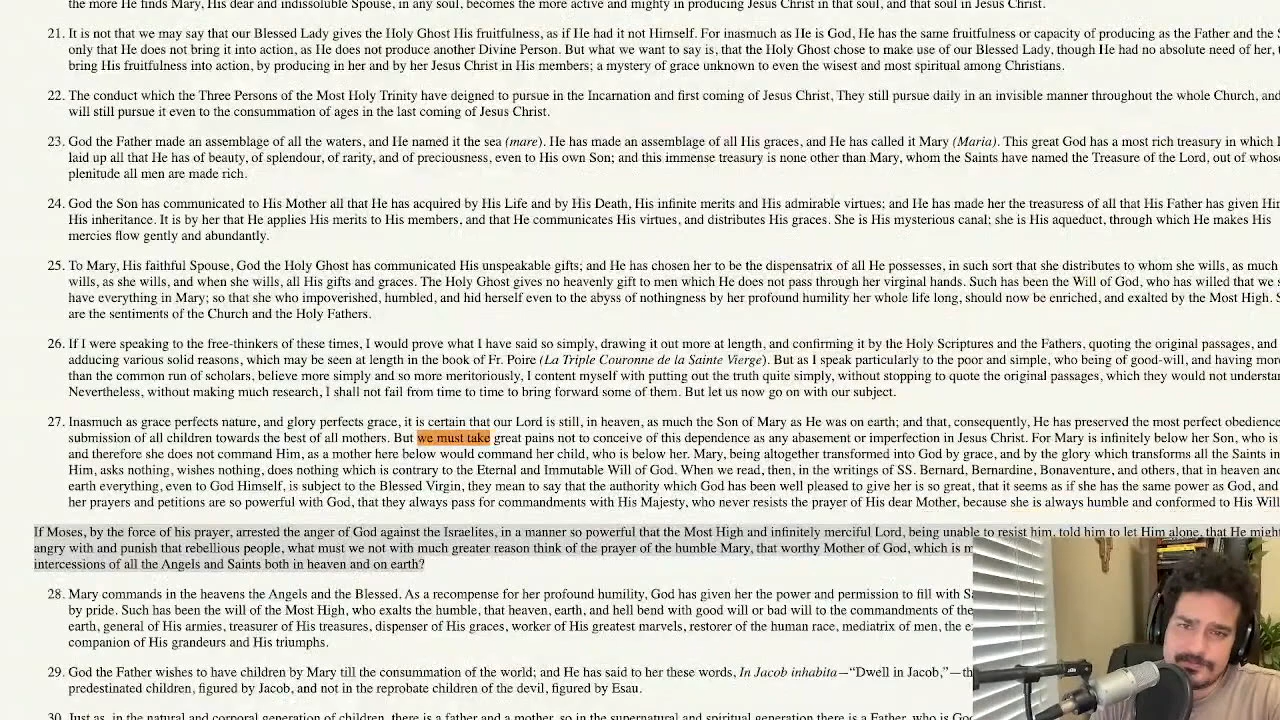 the more He finds Mary, His dear and indissoluble Spouse, in any soul, becomes the more active and mighty in producing Jesus Christ in that soul, and that soul in Jesus Christ.
21. It is not that we may say that our Blessed Lady gives the Holy Ghost His fruitfulness, as if He had it not Himself. For inasmuch as He is God, He has the same fruitfulness or capacity of producing as the Father and the
only that He does not bring it into action, as He does not produce another Divine Person. But what we want to say is, that the Holy Ghost chose to make use of our Blessed Lady, though He had no absolute need of her,
bring His fruitfulness into action, by producing in her and by her Jesus Christ in His members; a mystery of grace unknown to even the wisest and most spiritual among Christians.
22. The conduct which the Three Persons of the Most Holy Trinity have deigned to pursue in the Incarnation and first coming of Jesus Christ, They still pursue daily in an invisible manner throughout the whole Church, and
will still pursue it even to the consummation of ages in the last coming of Jesus Christ.
23. God the Father made an assemblage of all the waters, and He named it the sea (mare). He has made an assemblage of all His graces, and He has called it Mary (Maria). This great God has a most rich treasury in which
laid up all that He has of beauty, of splendour, of rarity, and of preciousness, even to His own Son; and this immense treasury is none other than Mary, whom the Saints have named the Treasure of the Lord, out of whose
plenitude all men are made rich.
24. God the Son has communicated to His Mother all that He has acquired by His Life and by His Death, His infinite merits and His admirable virtues; and He has made her the treasuress of all that His Father has given
His inheritance. It is by her that He applies His merits to His members, and that He communicates His virtues, and distributes His graces. She is His mysterious canal; she is His aqueduct, through which He makes His
mercies flow gently and abundantly.
25. To Mary, His faithful Spouse, God the Holy Ghost has communicated His unspeakable gifts; and He has chosen her to be the dispensatrix of all He possesses, in such sort that she distributes to whom she wills, as much
wills, as she wills, and when she wills, all His gifts and graces. The Holy Ghost gives no heavenly gift to men which He does not pass through her virginal hands. Such has been the Will of God, who has willed that we
have everything in Mary; so that she who impoverished, humbled, and hid herself even to the abyss of nothingness by her profound humility her whole life long, should now be enriched, and exalted by the Most High.
are the sentiments of the Church and the Holy Fathers.
26. If I were speaking to the free-thinkers of these times, I would prove what I have said so simply, drawing it out more at length, and confirming it by the Holy Scriptures and the Fathers, quoting the original passages, and
adducing various solid reasons, which may be seen at length in the book of Fr. Poire (La Triple Couronne de la Sainte Vierge). But as I speak particularly to the poor and simple, who being of good-will, and having more
than the common run of scholars, believe more simply and so more meritoriously, I content myself with putting out the truth quite simply, without stopping to quote the original passages, which they would not
Nevertheless, without making much research, I shall not fail from time to time to bring forward some of them. But let us now go on with our subject.
27. Inasmuch as grace perfects nature, and glory perfects grace, it is certain that our Lord is still, in heaven, as much the Son of Mary as He was on earth; and that, consequently, He has preserved the most perfect obedience
submission of all children towards the best of all mothers. But we must take great pains not to conceive of this dependence as any abasement or imperfection in Jesus Christ. For Mary is infinitely below her Son, who is
and therefore she does not command Him, as a mother here below would command her child, who is below her. Mary, being altogether transformed into God by grace, and by the glory which transforms all the Saints in
Him, asks nothing, wishes nothing, does nothing which is contrary to the Eternal and Immutable Will of God. When we read, then, in the writings of SS. Bernard, Bernardine, Bonaventure, and others, that in heaven and
earth everything, even to God Himself, is subject to the Blessed Virgin, they mean to say that the authority which God has been well pleased to give her is so great, that it seems as if she has the same power as God, and
her prayers and petitions are so powerful with God, that they always pass for commandments with His Majesty, who never resists the prayer of His dear Mother, because she is always humble and conformed to His Will
If Moses, by the force of his prayer, arrested the anger of God against the Israelites, in a manner so powerful that the Most High and infinitely merciful Lord, being unable to resist him, told him to let Him alone, that He might
angry with and punish that rebellious people, what must we not with much greater reason think of the prayer of the humble Mary, that worthy Mother of God, which is
intercessions of all the Angels and Saints both in heaven and on earth?
28. Mary commands in the heavens the Angels and the Blessed. As a recompense for her profound humility, God has given her the power and permission to fill with
by pride. Such has been the will of the Most High, who exalts the humble, that heaven, earth, and hell bend with good will or bad will to the commandments of the
earth, general of His armies, treasurer of His treasures, dispenser of His graces, worker of His greatest marvels, restorer of the human race, mediatrix of men, the
companion of His grandeurs and His triumphs.
29. God the Father wishes to have children by Mary till the consummation of the world; and He has said to her these words, In Jacob inhabita—“Dwell in Jacob,”—
predestinated children, figured by Jacob, and not in the reprobate children of the devil, figured by Esau.
30. Just as, in the natural and corporal generation of children, there is a father and a mother, so in the supernatural and spiritual generation there is a Father, who is